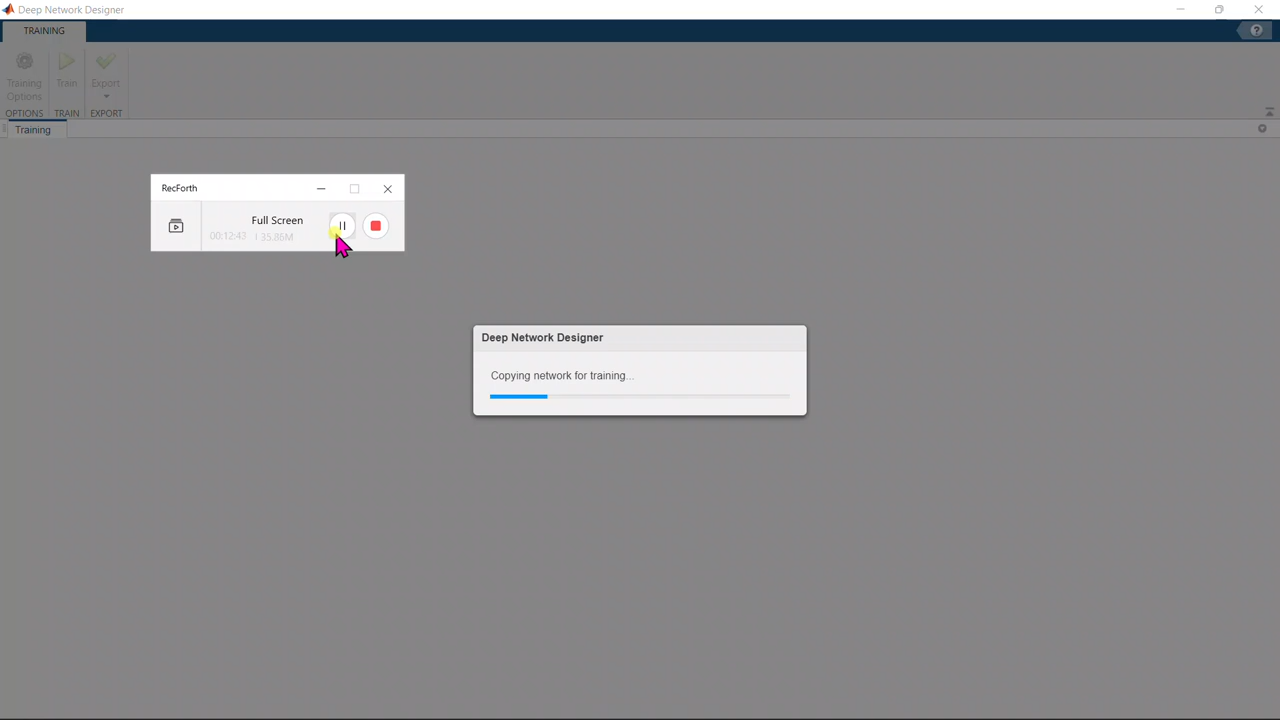 Deep Network Designer
TRAINING
Training
Options
Train
Export
OPTIONS
TRAIN
EXPORT
Training
RecForth
Full Screen
00:12:43
35.86M
Deep Network Designer
Copying network for training...